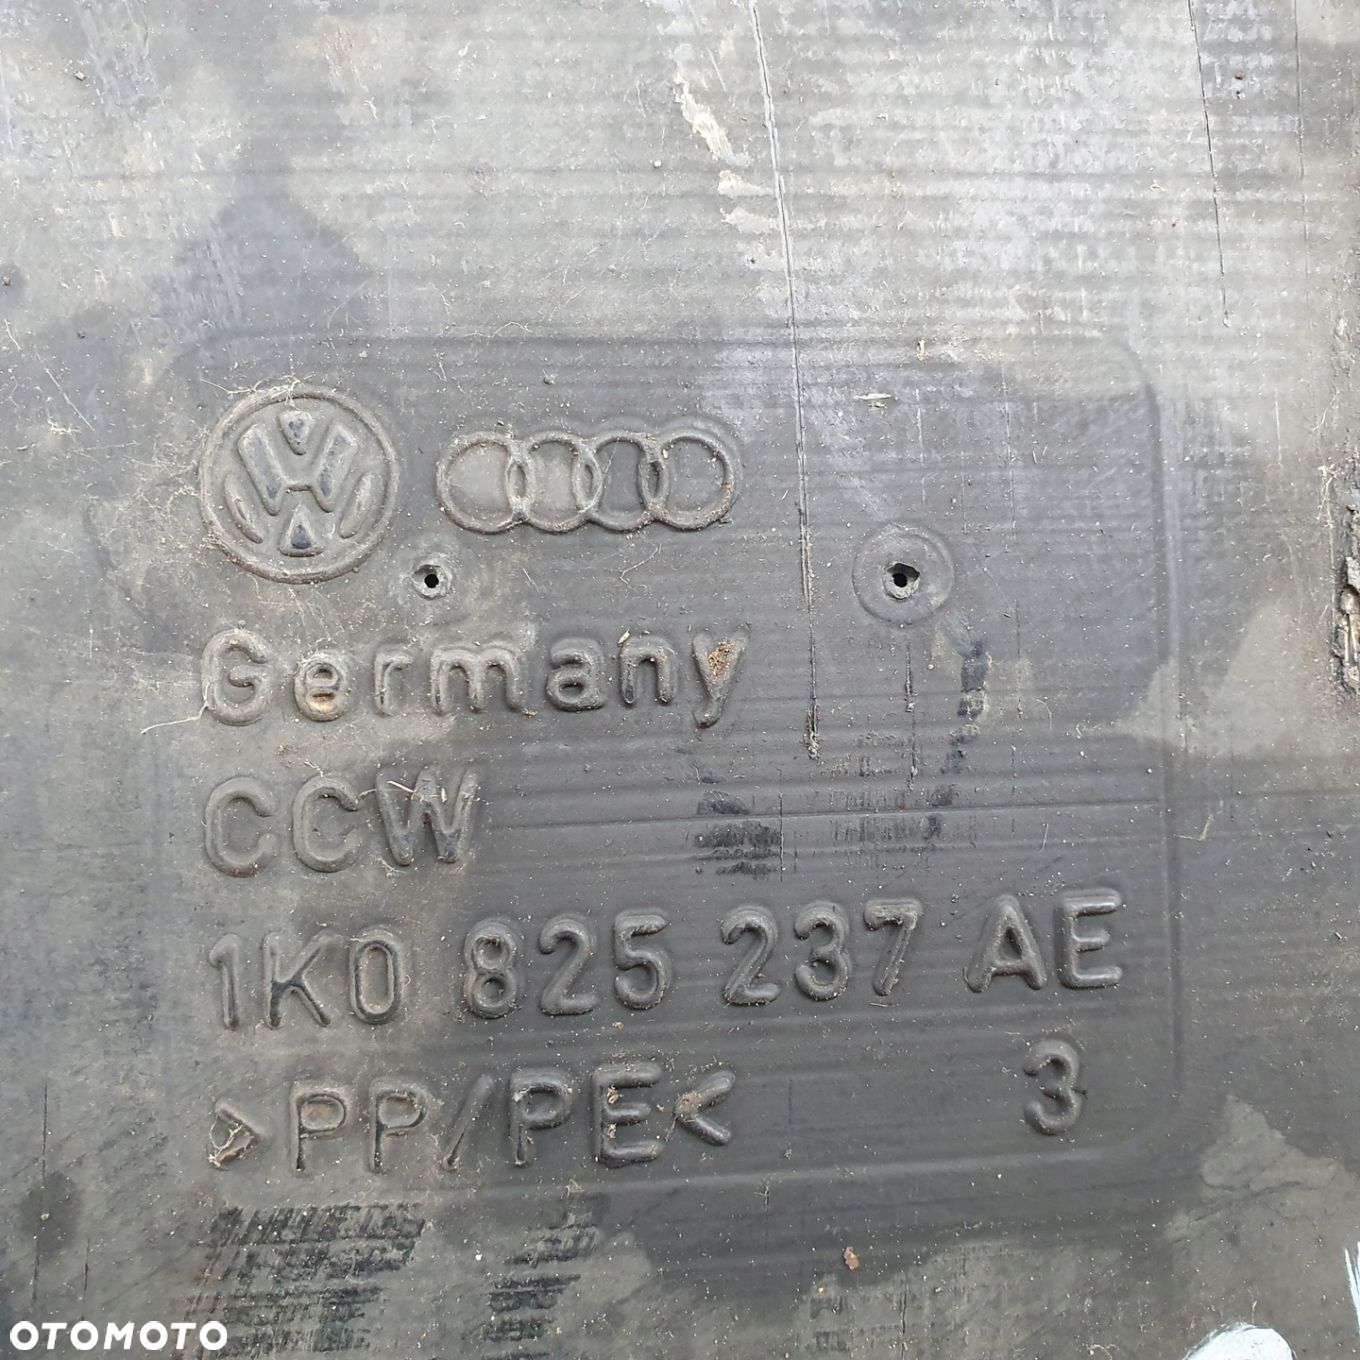 Germany
CCW
1K0 825 237 AE
>PP/PE< 3
OTOMOTO